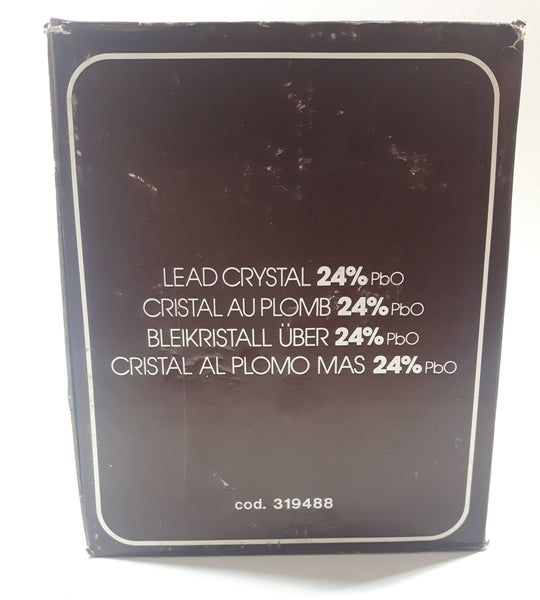 LEAD CRYSTAL 24% PbO
CRISTAL AU PLOMB 24% PbO
BLEIKRISTALL ÜBER 24% PbO
CRISTAL AL PLOMO MAS 24% PbO
cod. 319488